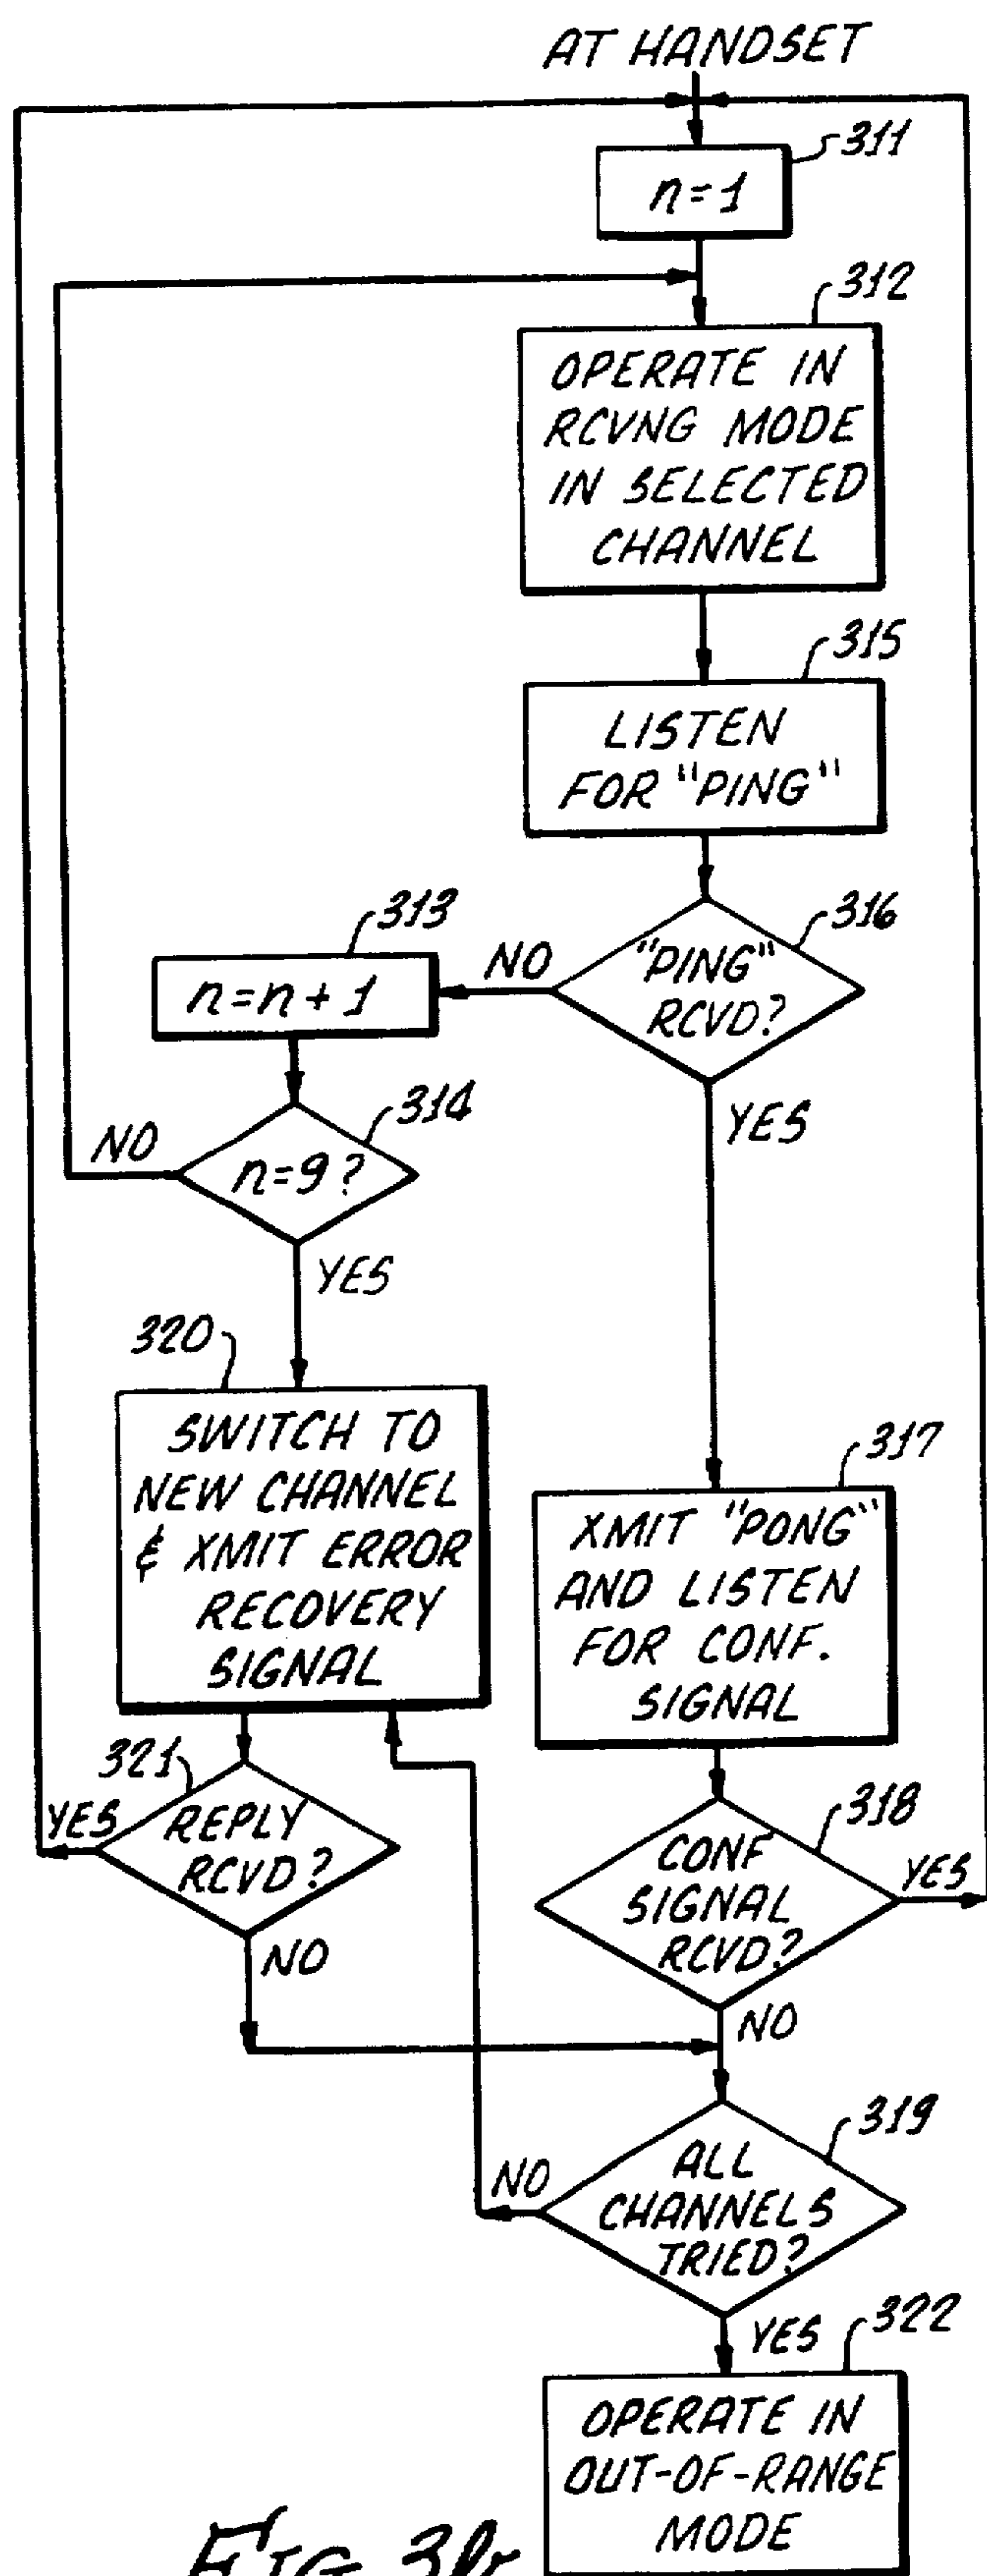 AT HANDSET
311
n=1
312
OPERATE IN
RCVNG MODE
IN SELECTED
CHANNEL
315
LISTEN
FOR "PING"
316
"PING"
RCVD?
NO
YES
313
n=n+1
314
n=9?
NO
YES
320
SWITCH TO
NEW CHANNEL
& XMIT ERROR
RECOVERY
SIGNAL
317
XMIT "PONG"
AND LISTEN
FOR CONF.
SIGNAL
321
REPLY
RCVD?
YES
NO
318
CONF
SIGNAL
RCVD?
YES
NO
319
ALL
CHANNELS
TRIED?
NO
YES
322
OPERATE IN
OUT-OF-RANGE
MODE
FIG. 3b